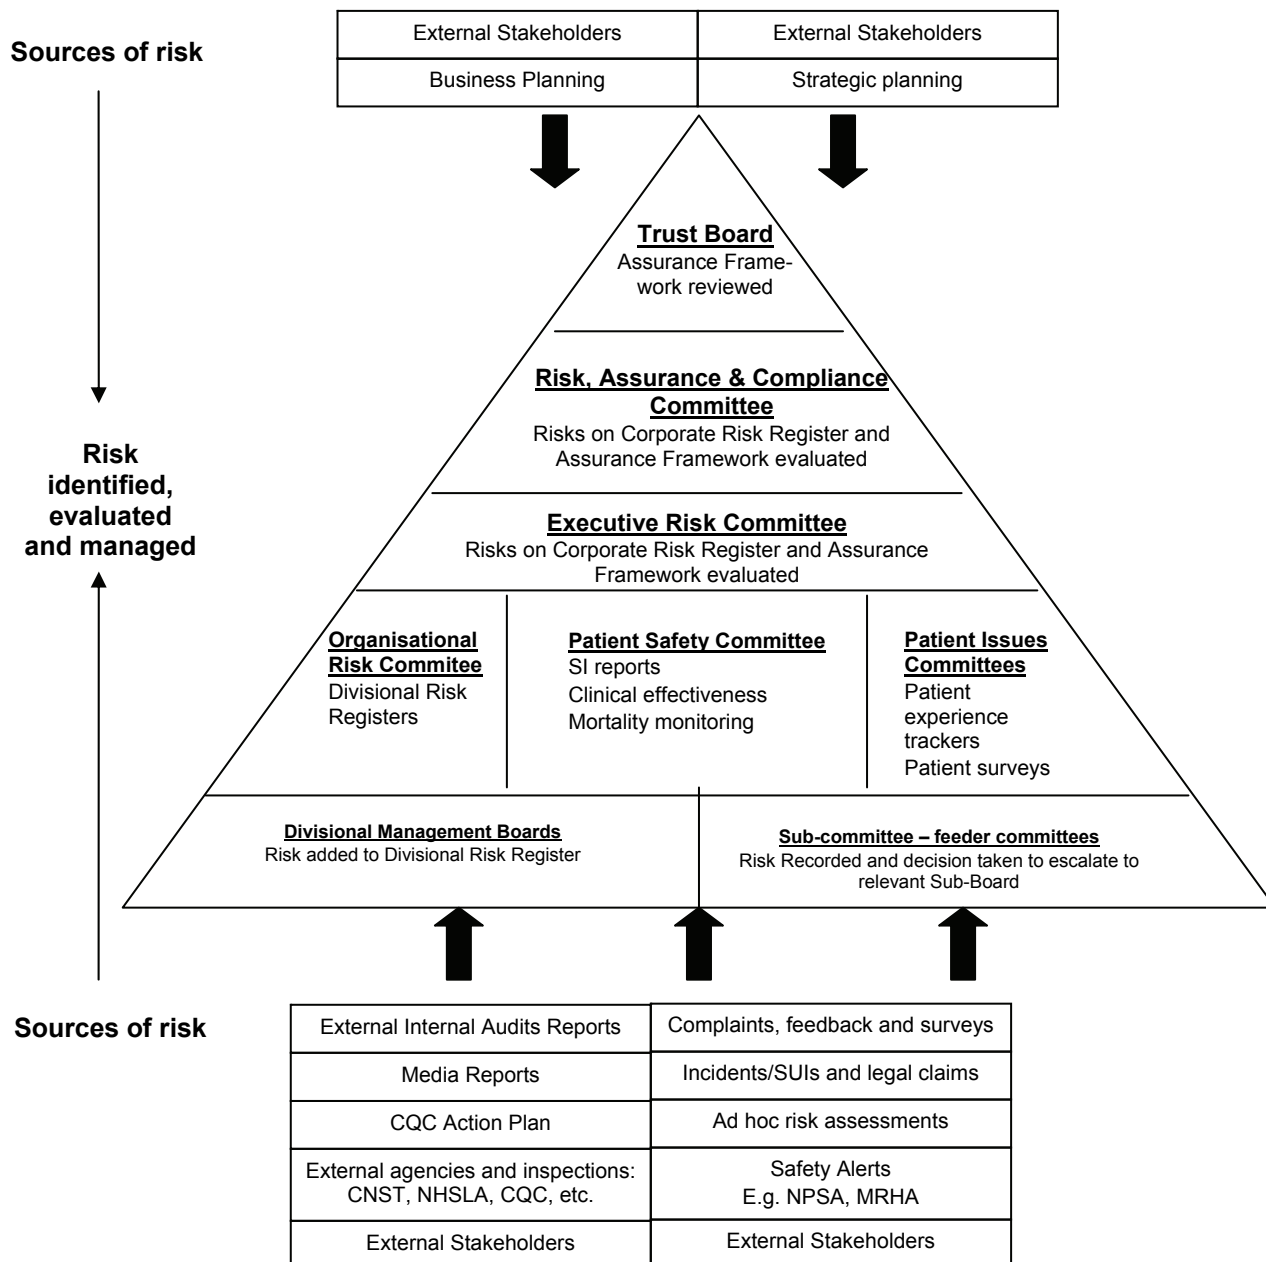 Sources of risk
External Stakeholders
External Stakeholders
Business Planning
Strategic planning
Trust Board
Assurance Frame-
work reviewed
Risk, Assurance & Compliance
Committee
Risks on Corporate Risk Register and
Assurance Framework evaluated
Risk
identified,
evaluated
and managed
Executive Risk Committee
Risks on Corporate Risk Register and Assurance
Framework evaluated
Organisational
Risk Commitee
Divisional Risk
Registers
Patient Safety Committee
SI reports
Clinical effectiveness
Mortality monitoring
Patient Issues
Committees
Patient
experience
trackers
Patient surveys
Divisional Management Boards
Risk added to Divisional Risk Register
Sub-committee – feeder committees
Risk Recorded and decision taken to escalate to
relevant Sub-Board
Sources of risk
External Internal Audits Reports
Complaints, feedback and surveys
Media Reports
Incidents/SUIs and legal claims
CQC Action Plan
Ad hoc risk assessments
External agencies and inspections:
CNST, NHSLA, CQC, etc.
Safety Alerts
E.g. NPSA, MRHA
External Stakeholders
External Stakeholders